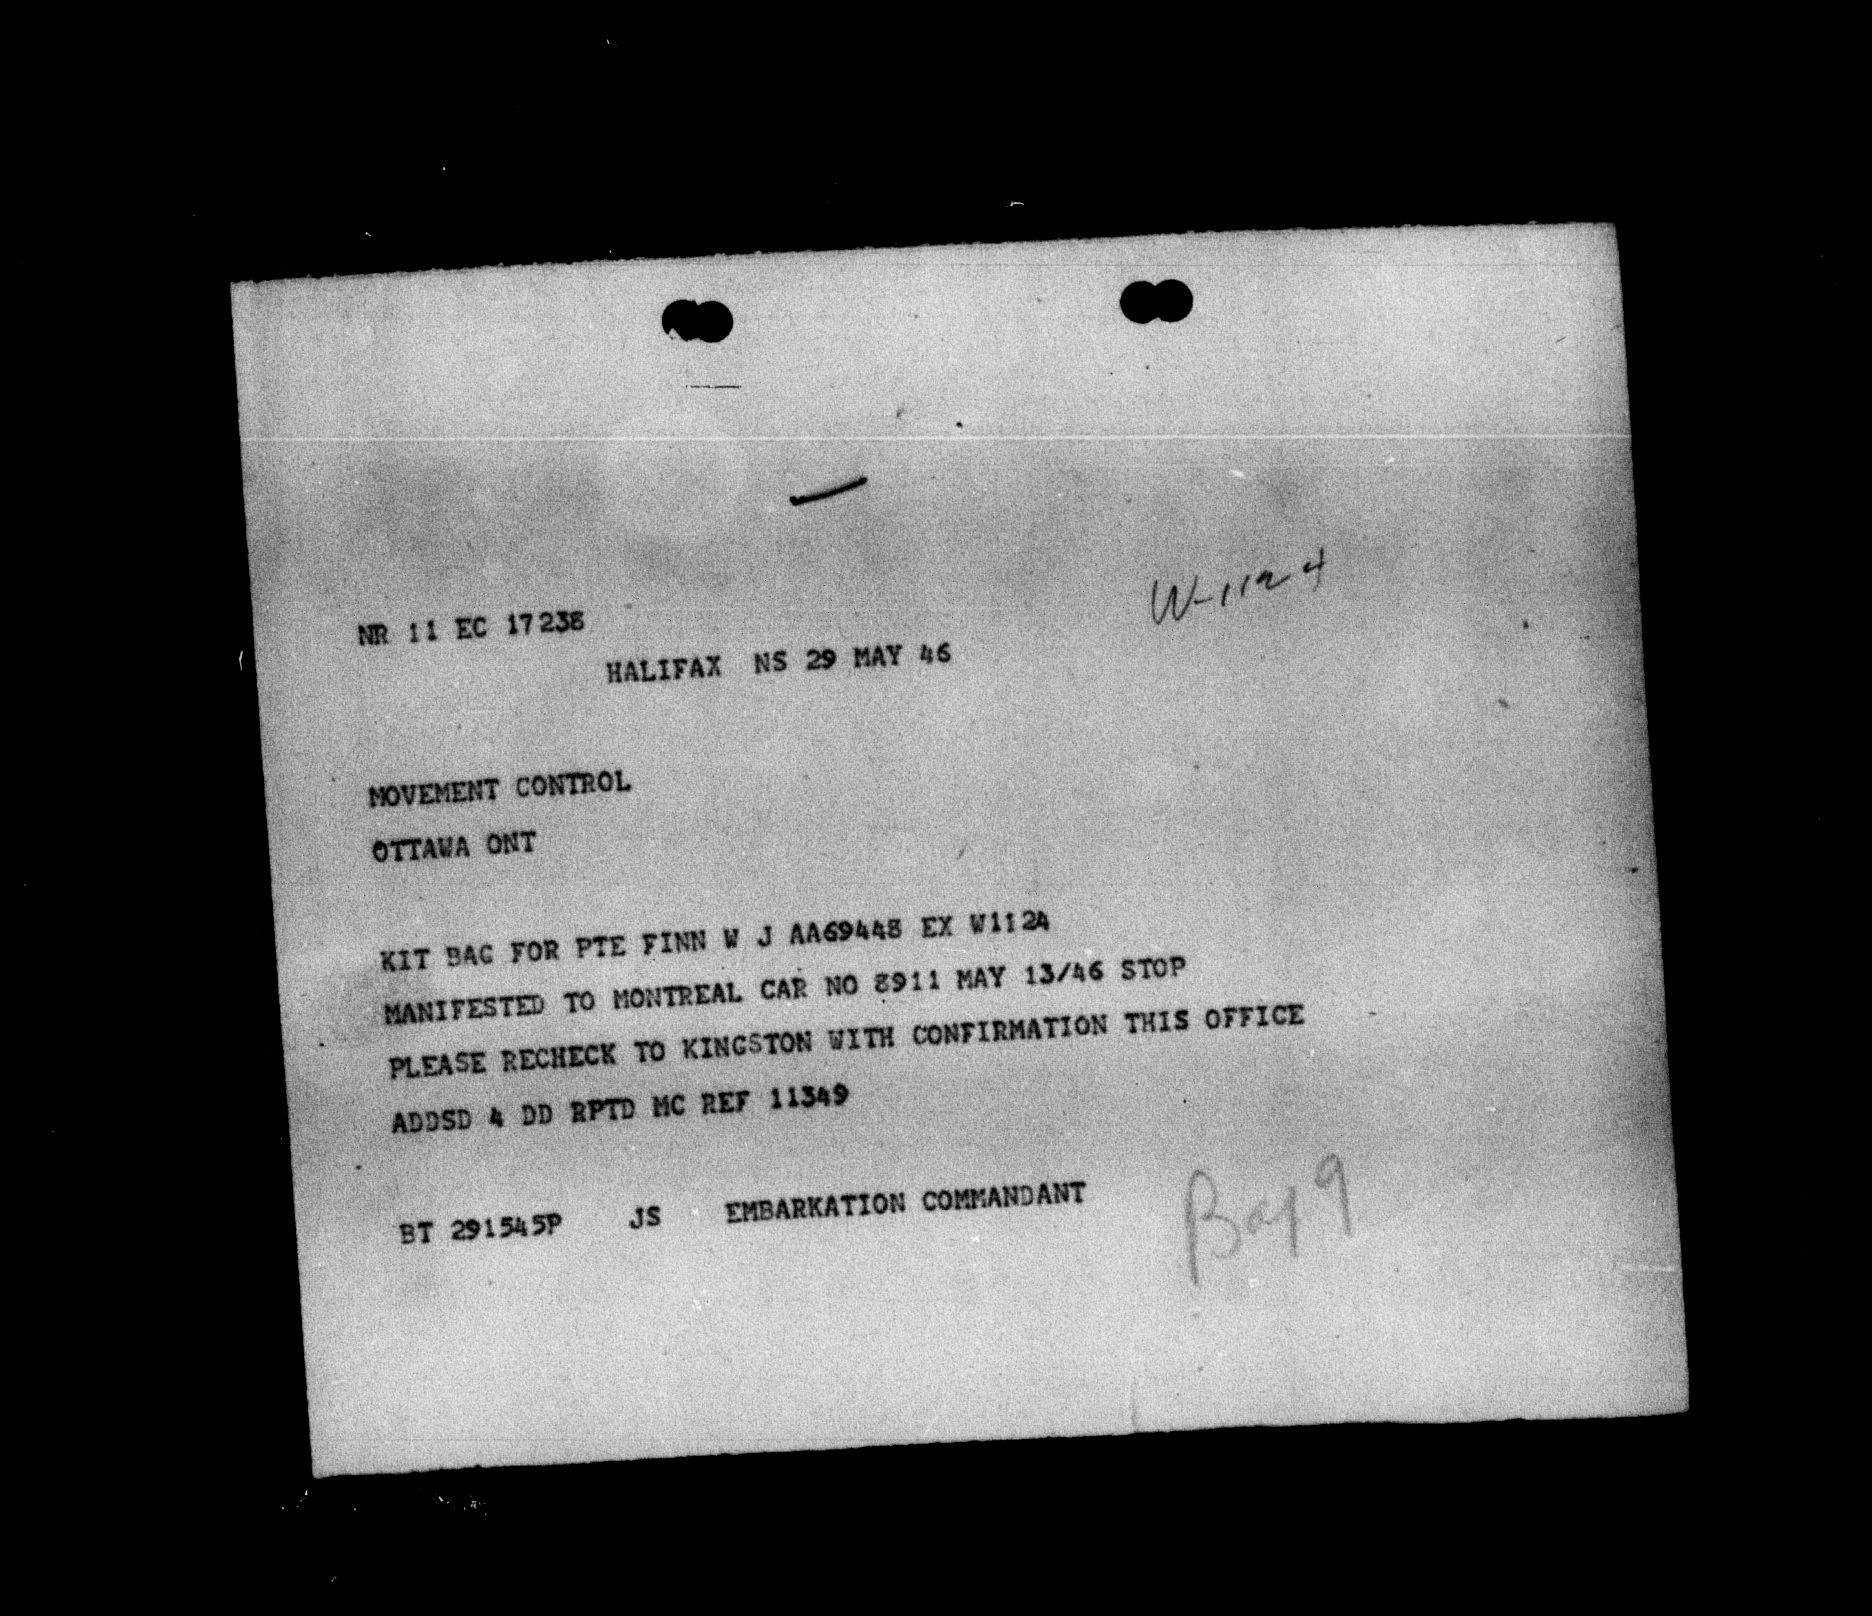 W-1124
NR 11 EC 17238
HALIFAX NS 29 MAY 46
MOVEMENT CONTROL
OTTAWA ONT
KIT BAG FOR PTE FINN W J AA69448 EX W1124
MANIFESTED TO MONTREAL CAR NO 8911 MAY 13/46 STOP
PLEASE RECHECK TO KINGSTON WITH CONFIRMATION THIS OFFICE
ADDSD 4 DD RPTD MC REF 11349
BT 291545P JS EMBARKATION COMMANDANT
Bay 9